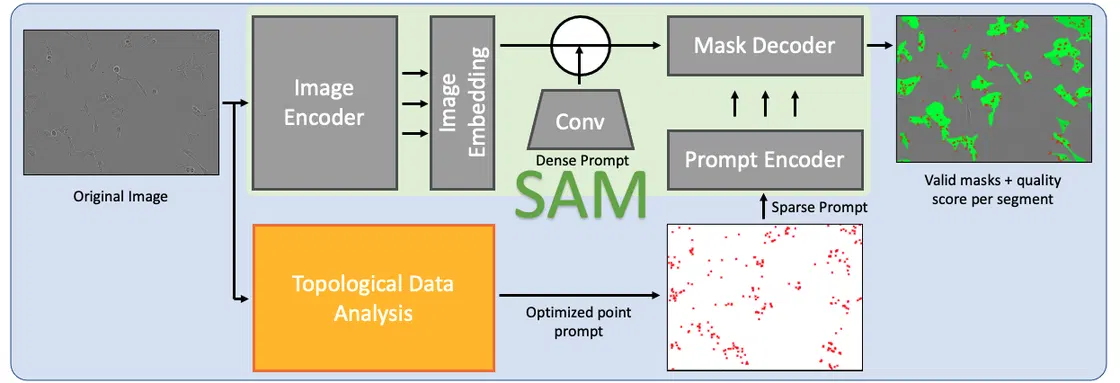 Original Image
Image
Encoder
Image
Embedding
Conv
Dense Prompt
SAM
Mask Decoder
Prompt Encoder
Sparse Prompt
Valid masks + quality
score per segment
Topological Data
Analysis
Optimized point
prompt